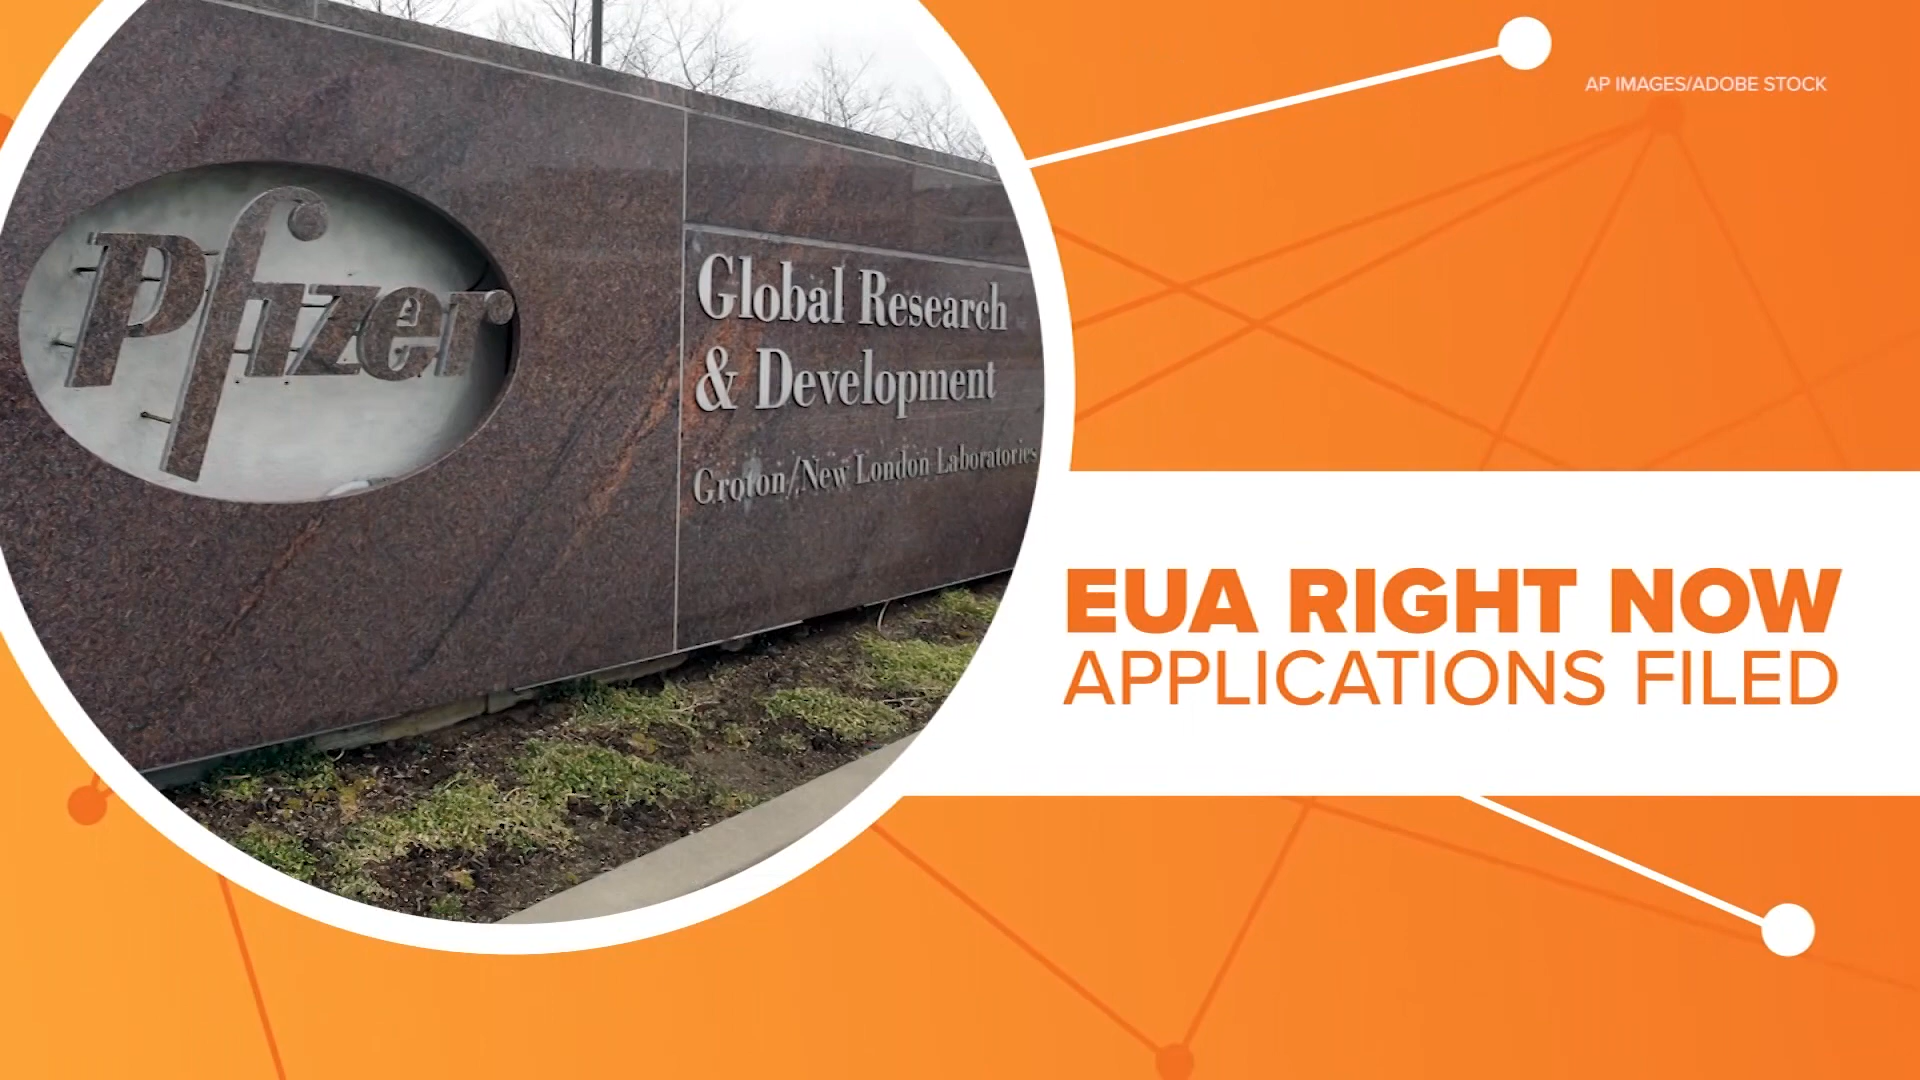 AP IMAGES/ADOBE STOCK
Pfizer
Global Research
& Development
Groton/New London Laboratories
EUA RIGHT NOW
APPLICATIONS FILED